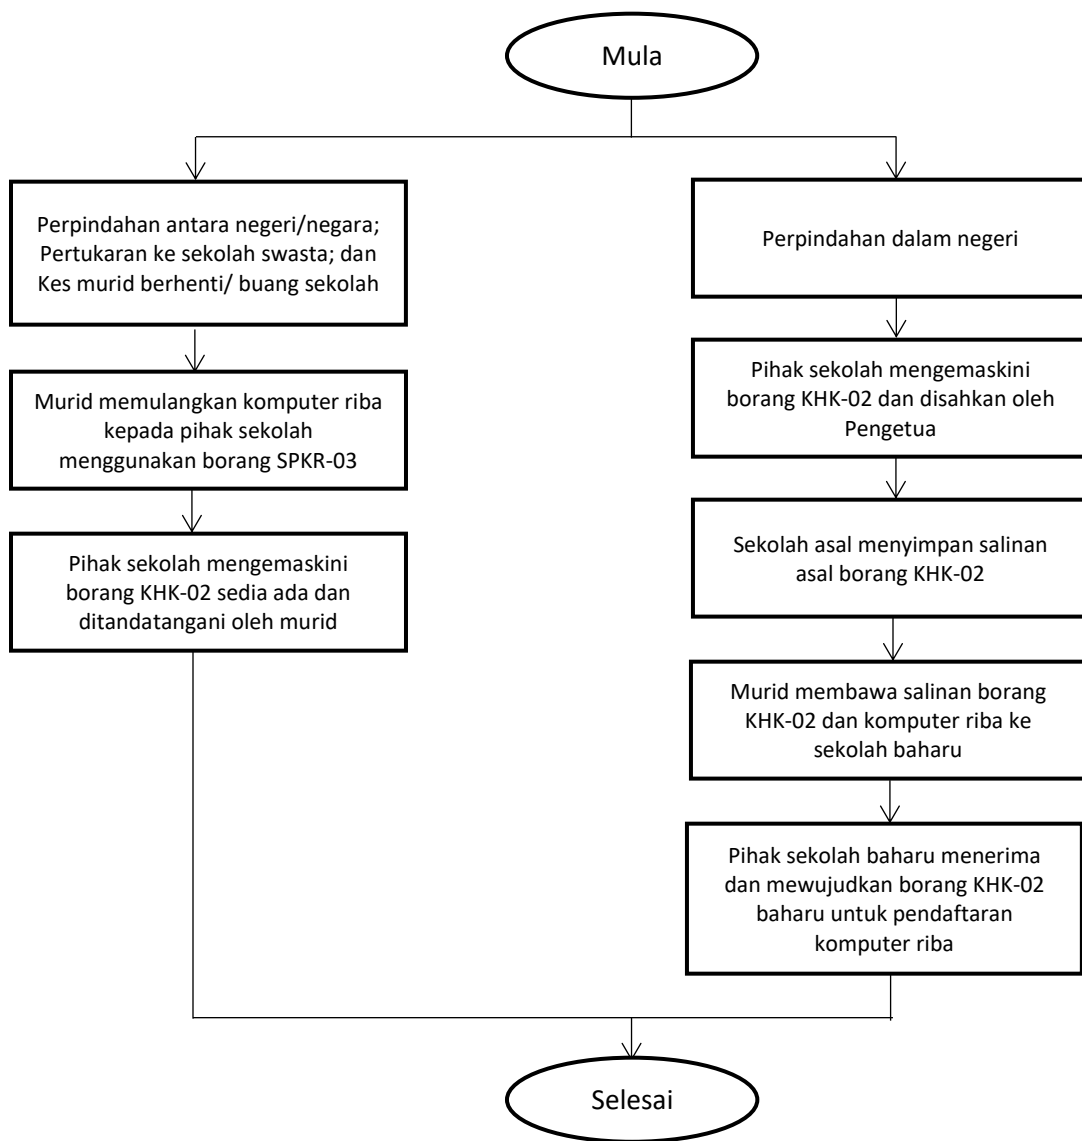 Mula
Perpindahan antara negeri/negara;
Pertukaran ke sekolah swasta; dan
Kes murid berhenti/ buang sekolah
Murid memulangkan komputer riba
kepada pihak sekolah
menggunakan borang SPKR-03
Pihak sekolah mengemaskini
borang KHK-02 sedia ada dan
ditandatangani oleh murid
Perpindahan dalam negeri
Pihak sekolah mengemaskini
borang KHK-02 dan disahkan oleh
Pengetua
Sekolah asal menyimpan salinan
asal borang KHK-02
Murid membawa salinan borang
KHK-02 dan komputer riba ke
sekolah baharu
Pihak sekolah baharu menerima
dan mewujudkan borang KHK-02
baharu untuk pendaftaran
komputer riba
Selesai